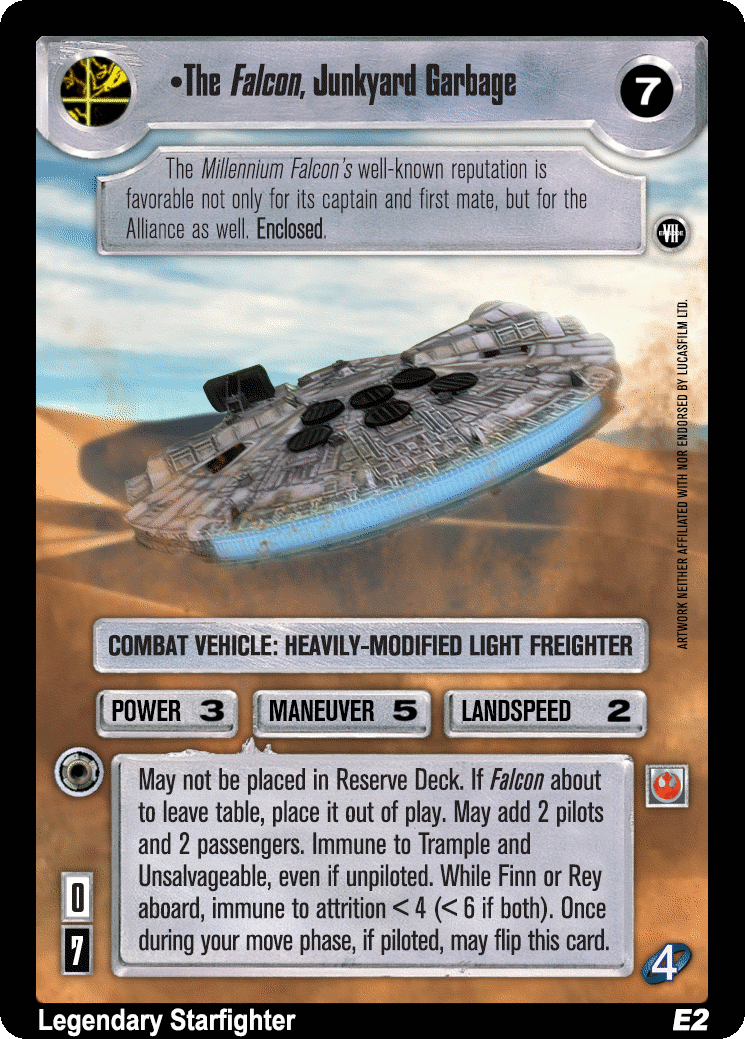 •The Falcon, Junkyard Garbage
7
The Millennium Falcon's well-known reputation is
favorable not only for its captain and first mate, but for the
Alliance as well. Enclosed.
EPISODE
VII
ARTWORK NEITHER AFFILIATED WITH NOR ENDORSED BY LUCASFILM LTD.
COMBAT VEHICLE: HEAVILY-MODIFIED LIGHT FREIGHTER
POWER 3 MANEUVER 5 LANDSPEED 2
May not be placed in Reserve Deck. If Falcon about
to leave table, place it out of play. May add 2 pilots
and 2 passengers. Immune to Trample and
Unsalvageable, even if unpiloted. While Finn or Rey
aboard, immune to attrition < 4 (< 6 if both). Once
during your move phase, if piloted, may flip this card.
0
7
4
Legendary Starfighter E2